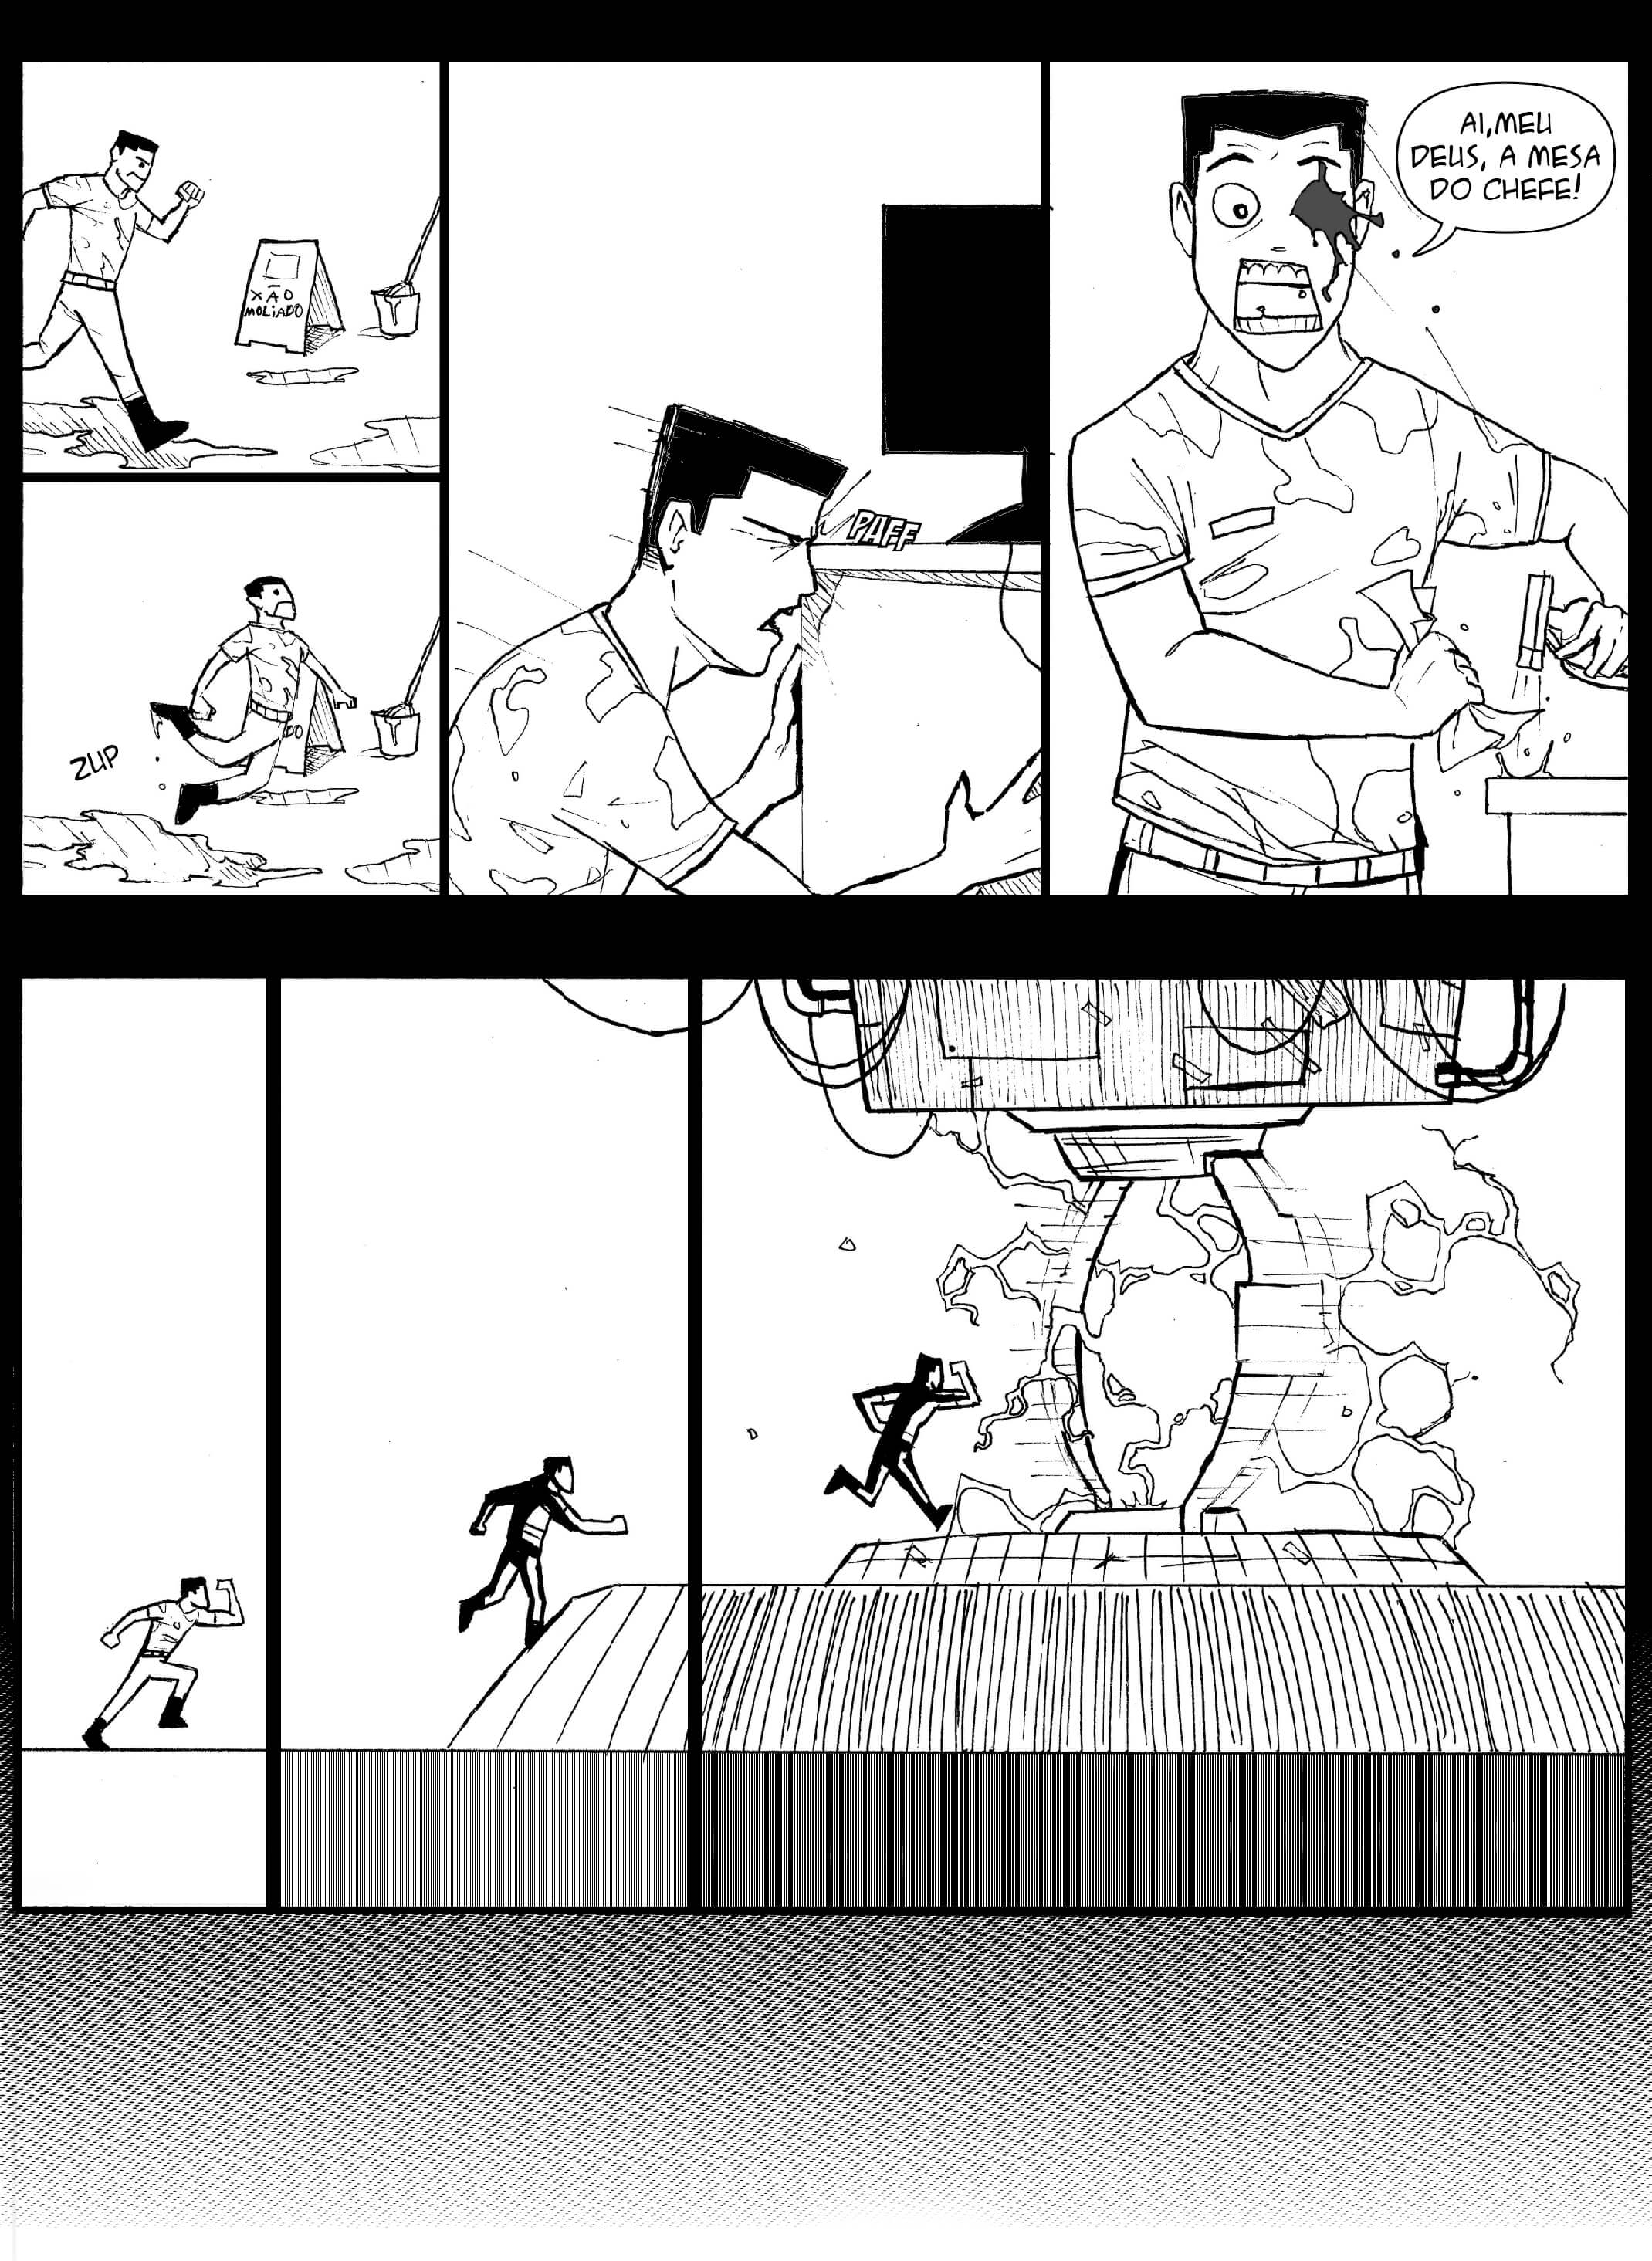 XÃO
MOLIADO
ZUP
PAFF
AI,MEU
DEUS, A MESA
DO CHEFE!